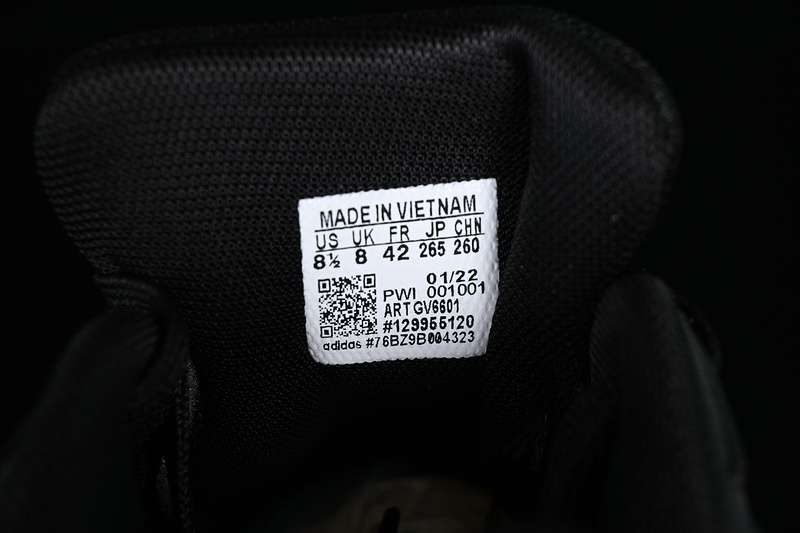 MADE IN VIETNAM
US UK FR JP CHN
8½ 8 42 265 260
01/22
PWI 001001
ART GV6601
#129955120
adidas #76BZ9B004323